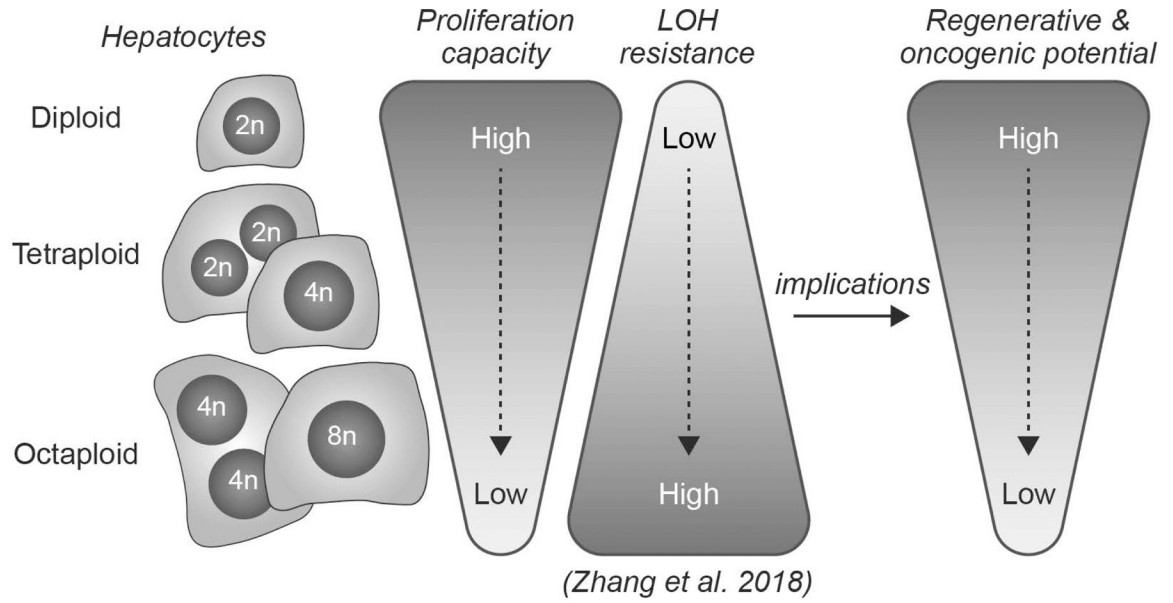 Hepatocytes
Proliferation
capacity
LOH
resistance
Regenerative &
oncogenic potential
Diploid
2n
High
Low
High
Tetraploid
2n
2n
4n
implications
Octaploid
4n
4n
8n
Low
High
Low
(Zhang et al. 2018)